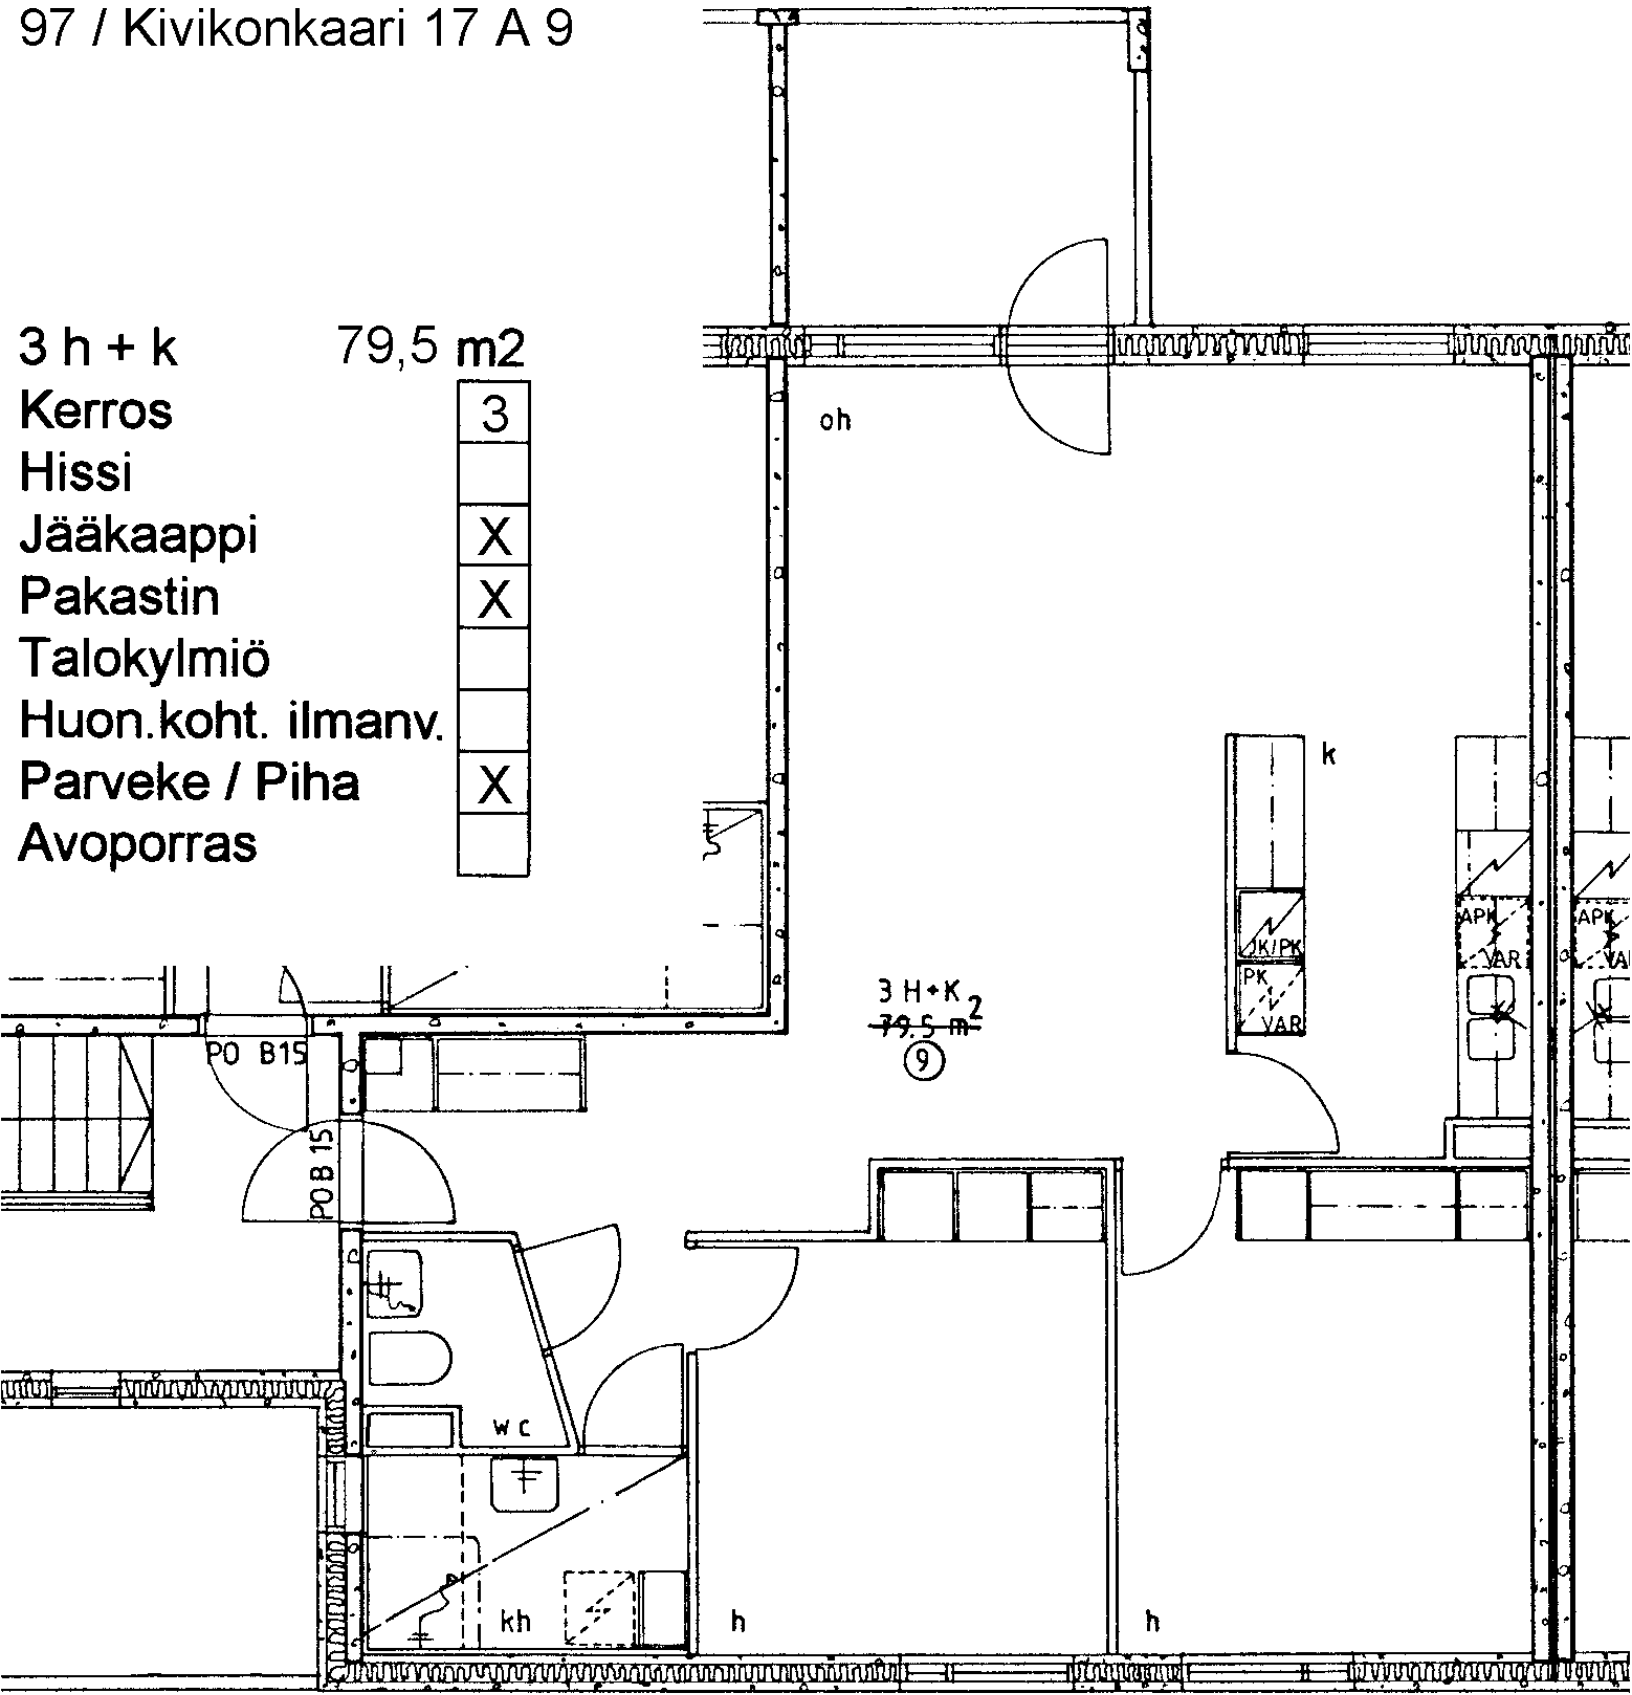 97 / Kivikonkaari 17 A 9
3 h + k 79,5 m2
Kerros 3
Hissi
Jääkaappi X
Pakastin X
Talokylmiö
Huon.koht. ilmanv.
Parveke / Piha X
Avoporras
oh
k
APK
VAR
APK
JK/PK
PK
VAR
3 H+K
79.5 m2
9
PO B15
PO B 15
WC
kh
h
h